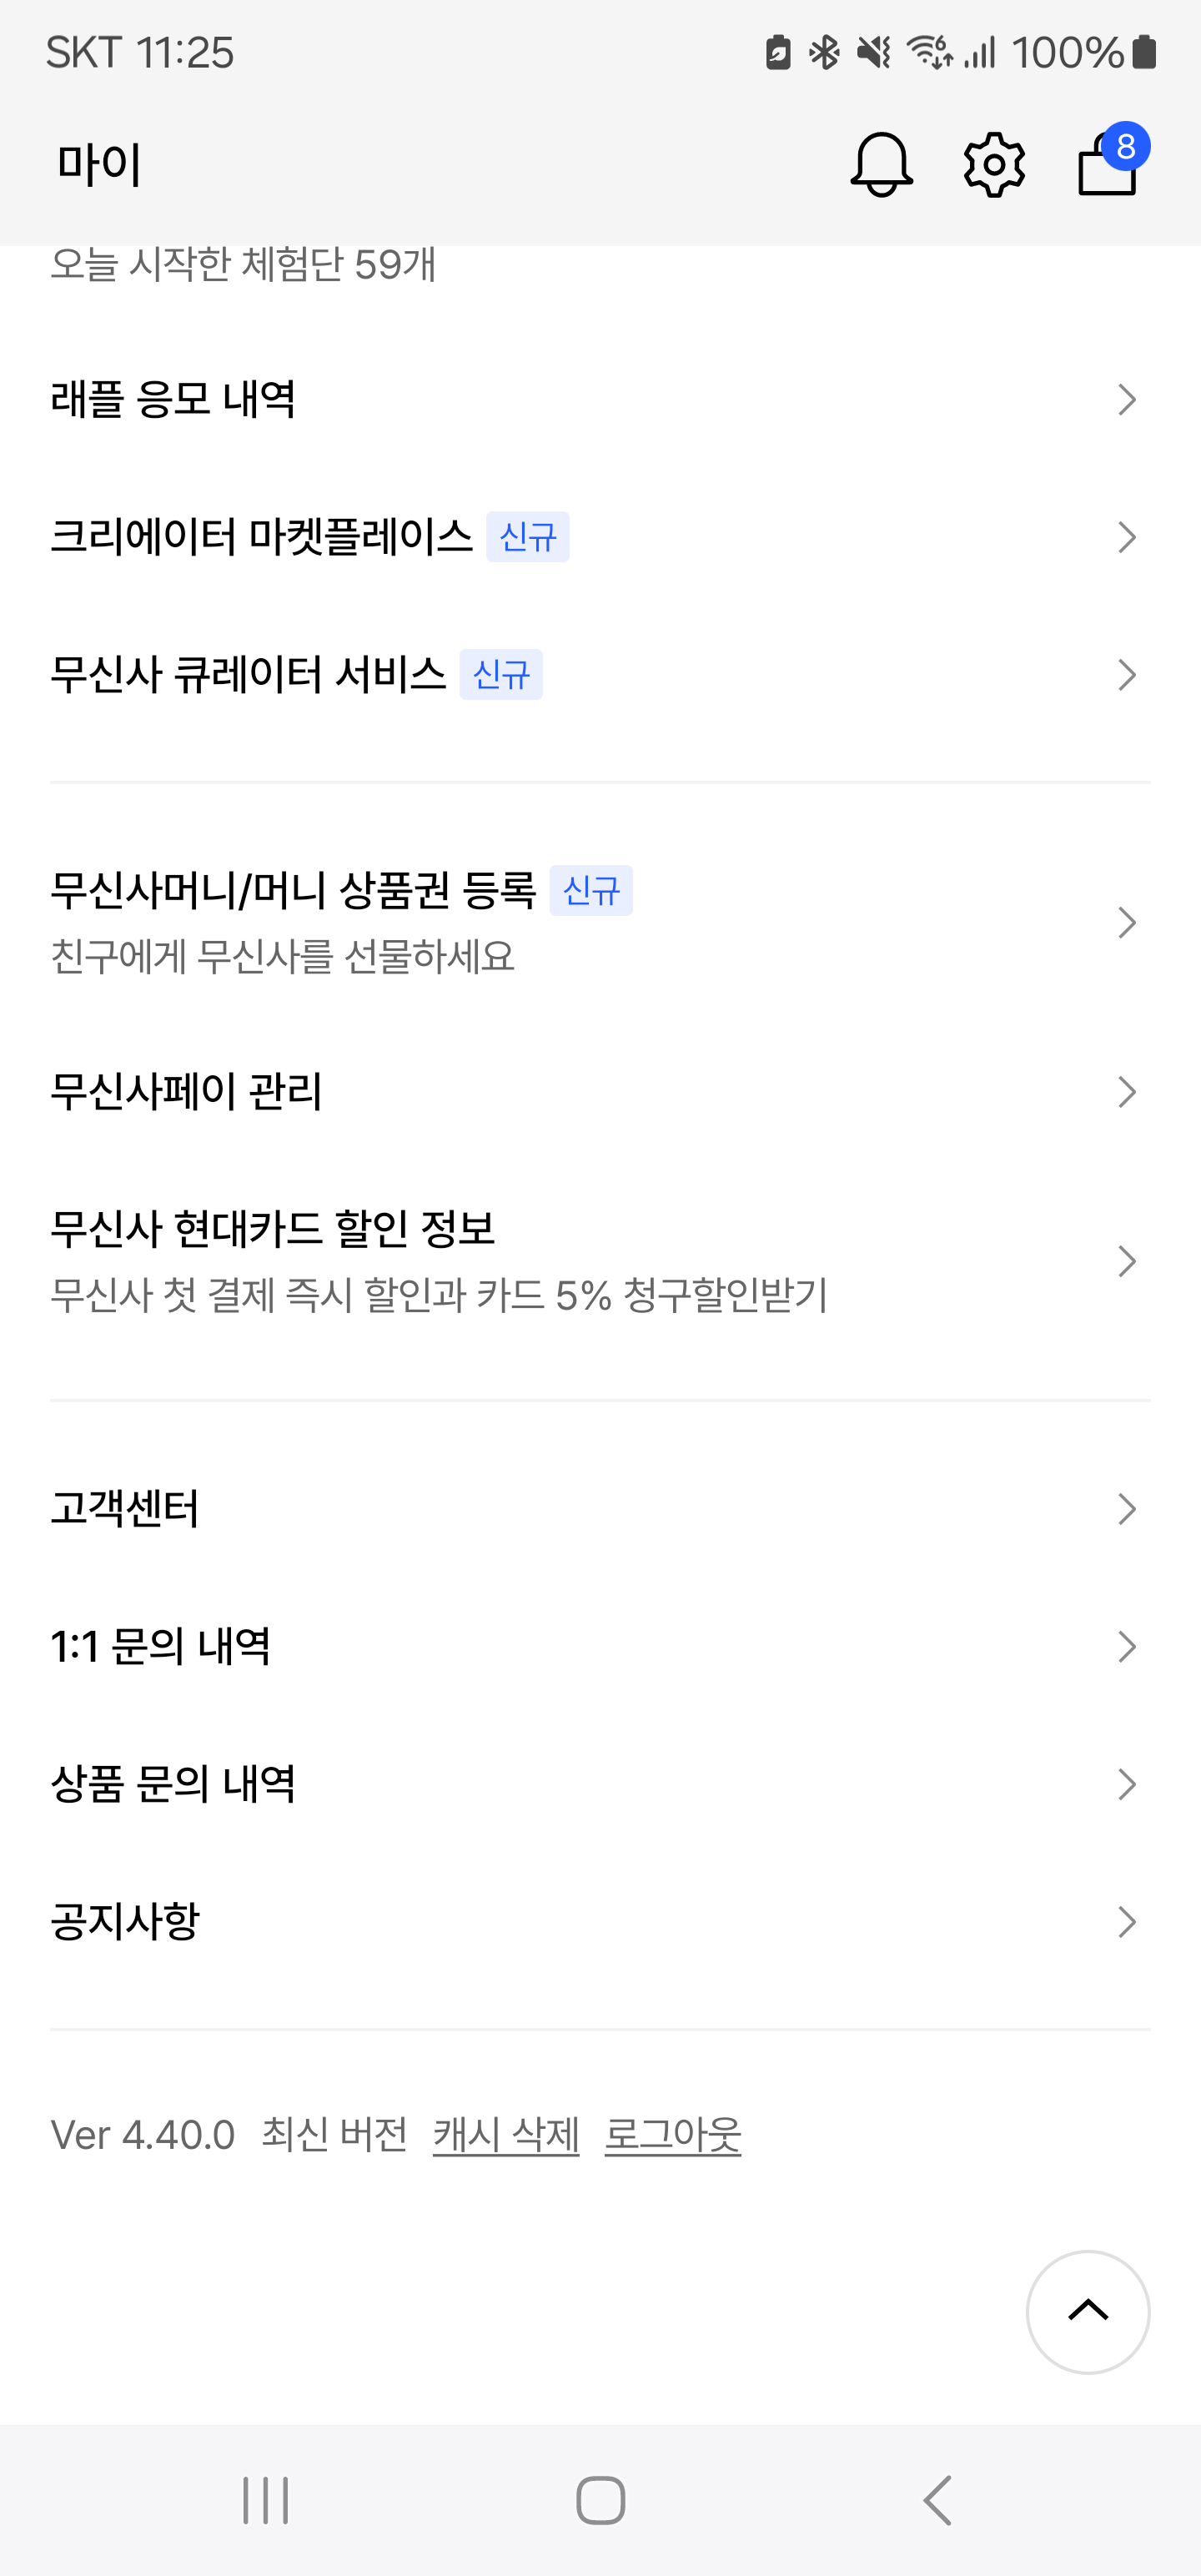 SKT 11:25
100%
마이
8
오늘 시작한 체험단 59개
래플 응모 내역
크리에이터 마켓플레이스 신규
무신사 큐레이터 서비스 신규
무신사머니/머니 상품권 등록 신규
친구에게 무신사를 선물하세요
무신사페이 관리
무신사 현대카드 할인 정보
무신사 첫 결제 즉시 할인과 카드 5% 청구할인받기
고객센터
1:1 문의 내역
상품 문의 내역
공지사항
Ver 4.40.0 최신 버전 캐시 삭제 로그아웃